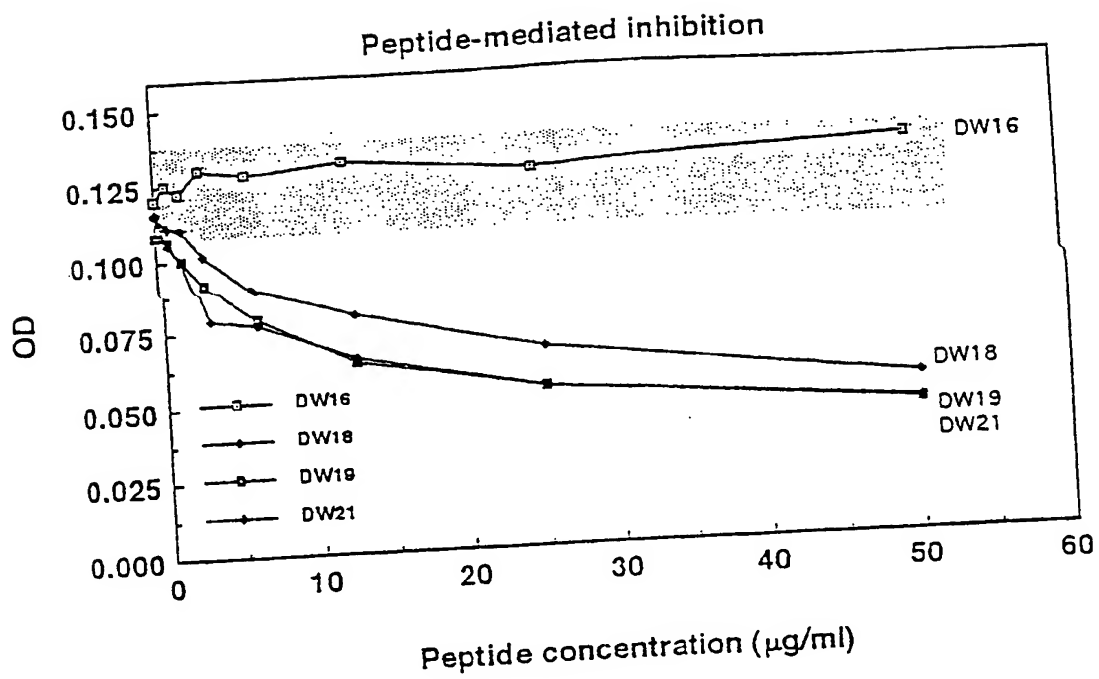 Peptide-mediated inhibition
0.150
0.125
0.100
0.075
0.050
0.025
0.000
OD
DW16
DW18
DW19
DW21
DW16
DW18
DW19
DW21
0
10
20
30
40
50
60
Peptide concentration (µg/ml)